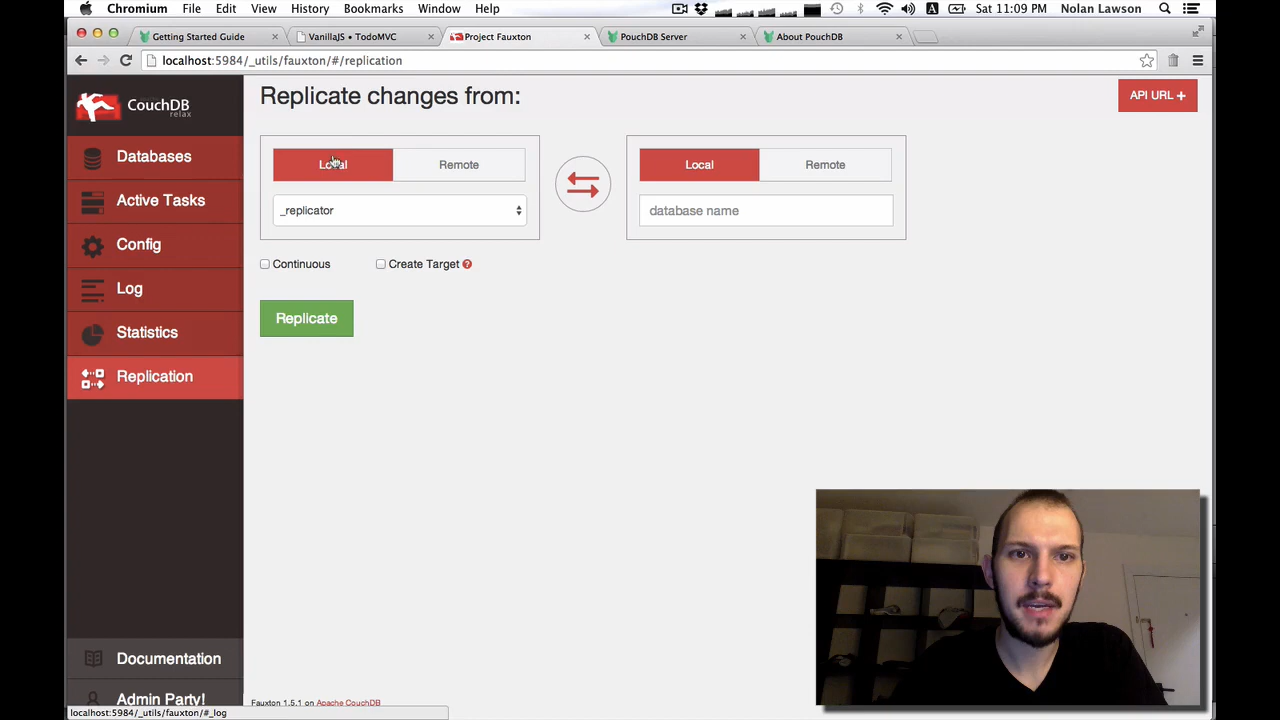 Chromium File Edit View History Bookmarks Window Help Sat 11:09 PM Nolan Lawson
Getting Started Guide VanillaJS • TodoMVC Project Fauxton PouchDB Server About PouchDB
localhost:5984/_utils/fauxton/#/replication
CouchDB
relax
Replicate changes from:
API URL +
Databases
Active Tasks
Config
Log
Statistics
Replication
Local Remote
_replicator
Local Remote
database name
Continuous Create Target ?
Replicate
Documentation
Admin Party!
Fauxton 1.5.1 on Apache CouchDB
localhost:5984/_utils/fauxton/#_log